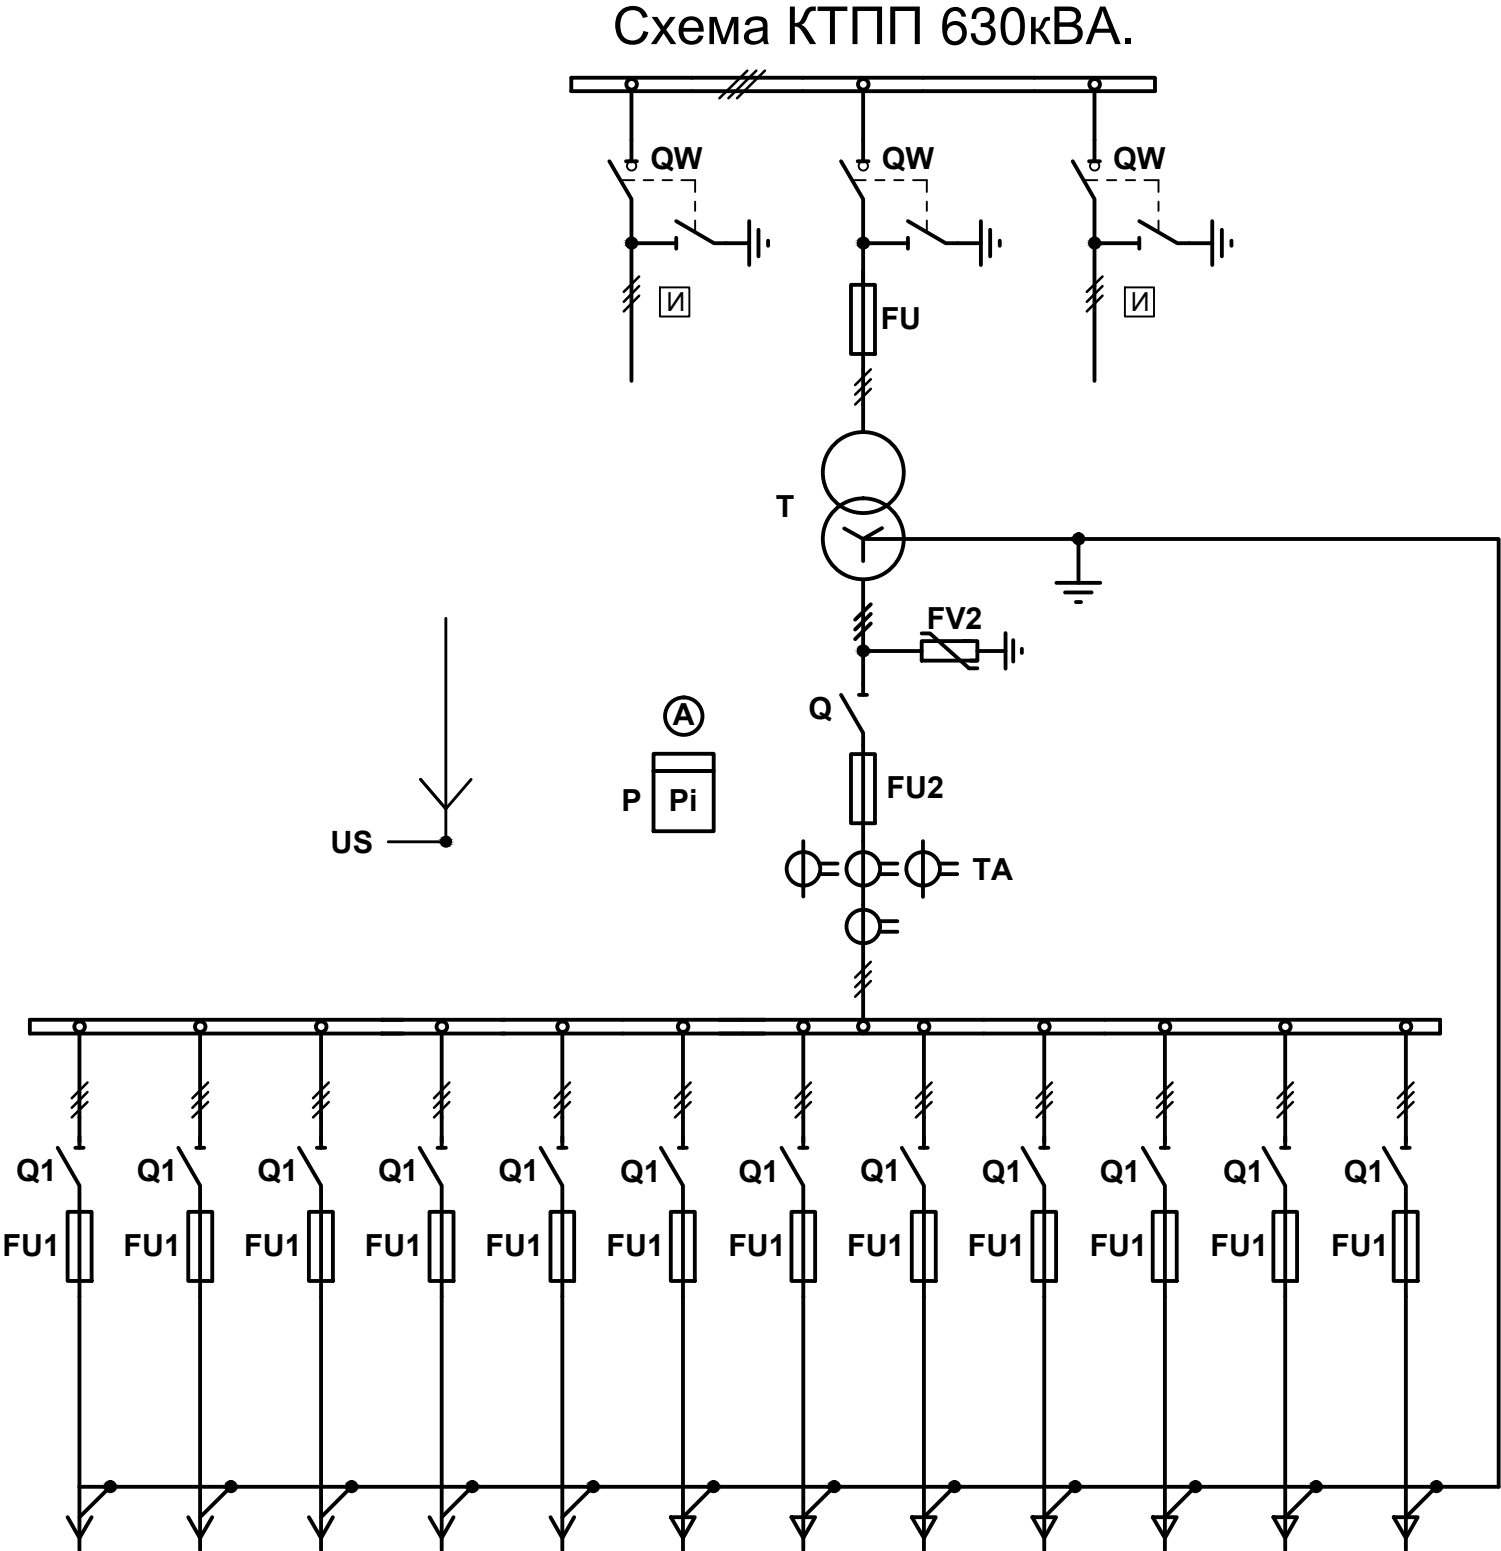 Схема КТПП 630кВА.
QW QW QW
И И
FU
T
FV2
Q
A
P Pi
FU2
US
TA
Q1 Q1 Q1 Q1 Q1 Q1 Q1 Q1 Q1 Q1 Q1 Q1
FU1 FU1 FU1 FU1 FU1 FU1 FU1 FU1 FU1 FU1 FU1 FU1